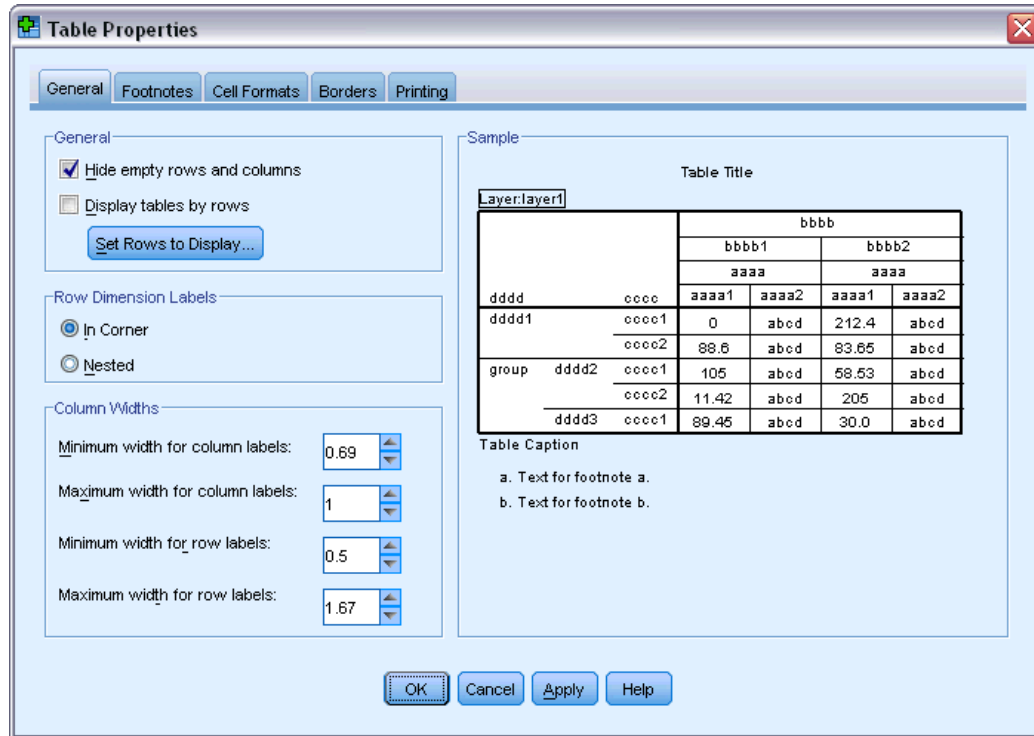 Table Properties
General Footnotes Cell Formats Borders Printing
General
Hide empty rows and columns
Display tables by rows
Set Rows to Display...
Row Dimension Labels
In Corner
Nested
Column Widths
Minimum width for column labels: 0.69
Maximum width for column labels: 1
Minimum width for row labels: 0.5
Maximum width for row labels: 1.67
Sample
Table Title
Layer:layer1
bbbb
bbbb1 bbbb2
aaaa aaaa
dddd cccc aaaa1 aaaa2 aaaa1 aaaa2
dddd1 cccc1 0 abcd 212.4 abcd
cccc2 88.6 abcd 83.65 abcd
group dddd2 cccc1 105 abcd 58.53 abcd
cccc2 11.42 abcd 205 abcd
dddd3 cccc1 89.45 abcd 30.0 abcd
Table Caption
a. Text for footnote a.
b. Text for footnote b.
OK Cancel Apply Help